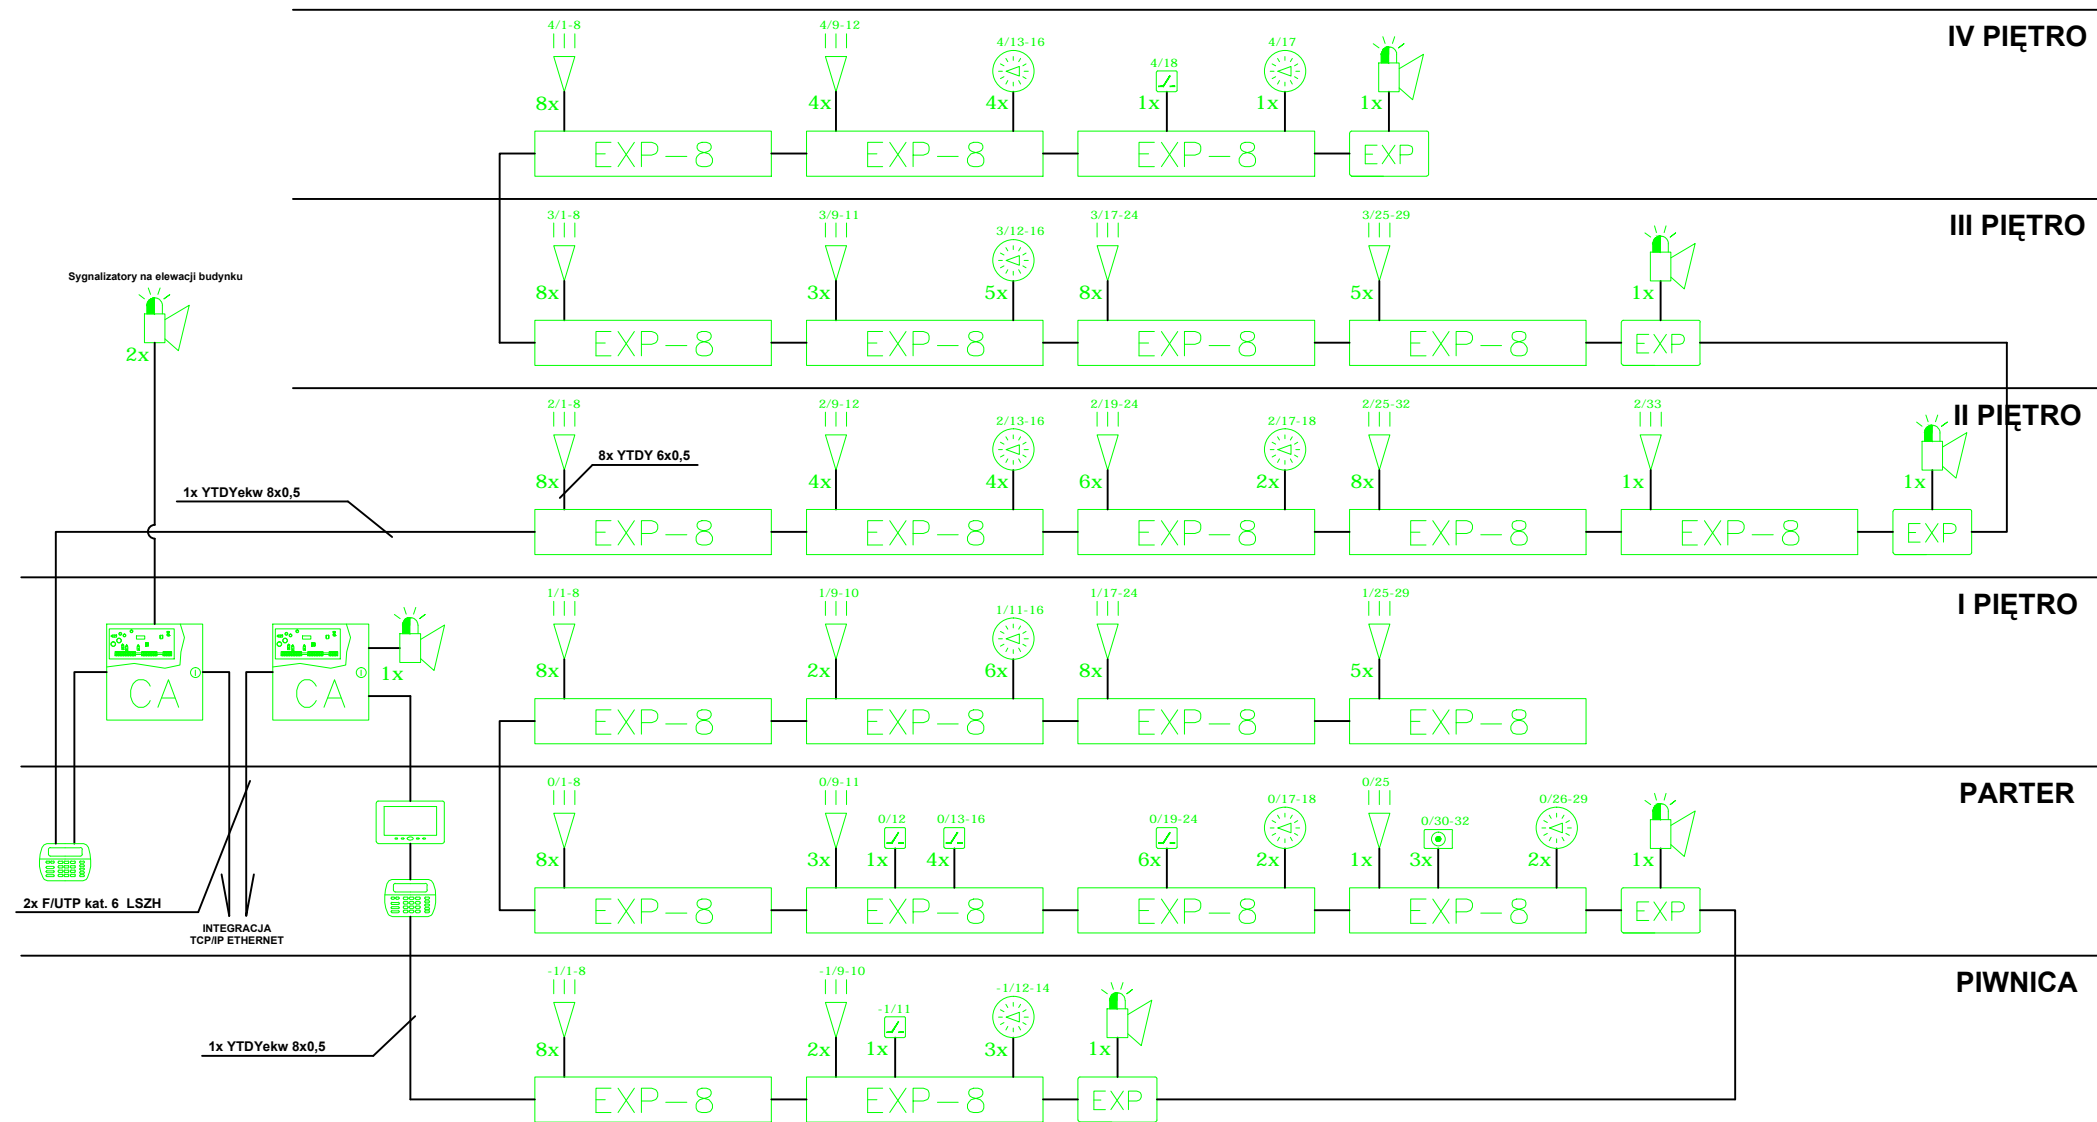 IV PIĘTRO
4/1-8
4/9-12
4/13-16
4/18
4/17
8x
4x
4x
1x
1x
1x
EXP-8
EXP-8
EXP-8
EXP
III PIĘTRO
3/1-8
3/9-11
3/12-16
3/17-24
3/25-29
8x
3x
5x
8x
5x
1x
EXP-8
EXP-8
EXP-8
EXP-8
EXP
Sygnalizatory na elewacji budynku
2x
II PIĘTRO
2/1-8
2/9-12
2/13-16
2/19-24
2/17-18
2/25-32
2/33
8x YTDY 6x0,5
8x
4x
4x
6x
2x
8x
1x
1x
1x YTDYekw 8x0,5
EXP-8
EXP-8
EXP-8
EXP-8
EXP-8
EXP
I PIĘTRO
1/1-8
1/9-10
1/11-16
1/17-24
1/25-29
CA
CA
1x
8x
2x
6x
8x
5x
EXP-8
EXP-8
EXP-8
EXP-8
PARTER
0/1-8
0/9-11
0/12
0/13-16
0/19-24
0/17-18
0/25
0/30-32
0/26-29
8x
3x
1x
4x
6x
2x
1x
3x
2x
1x
EXP-8
EXP-8
EXP-8
EXP-8
EXP
2x F/UTP kat. 6 LSZH
INTEGRACJA
TCP/IP ETHERNET
PIWNICA
-1/1-8
-1/9-10
-1/11
-1/12-14
8x
2x
1x
3x
1x
1x YTDYekw 8x0,5
EXP-8
EXP-8
EXP